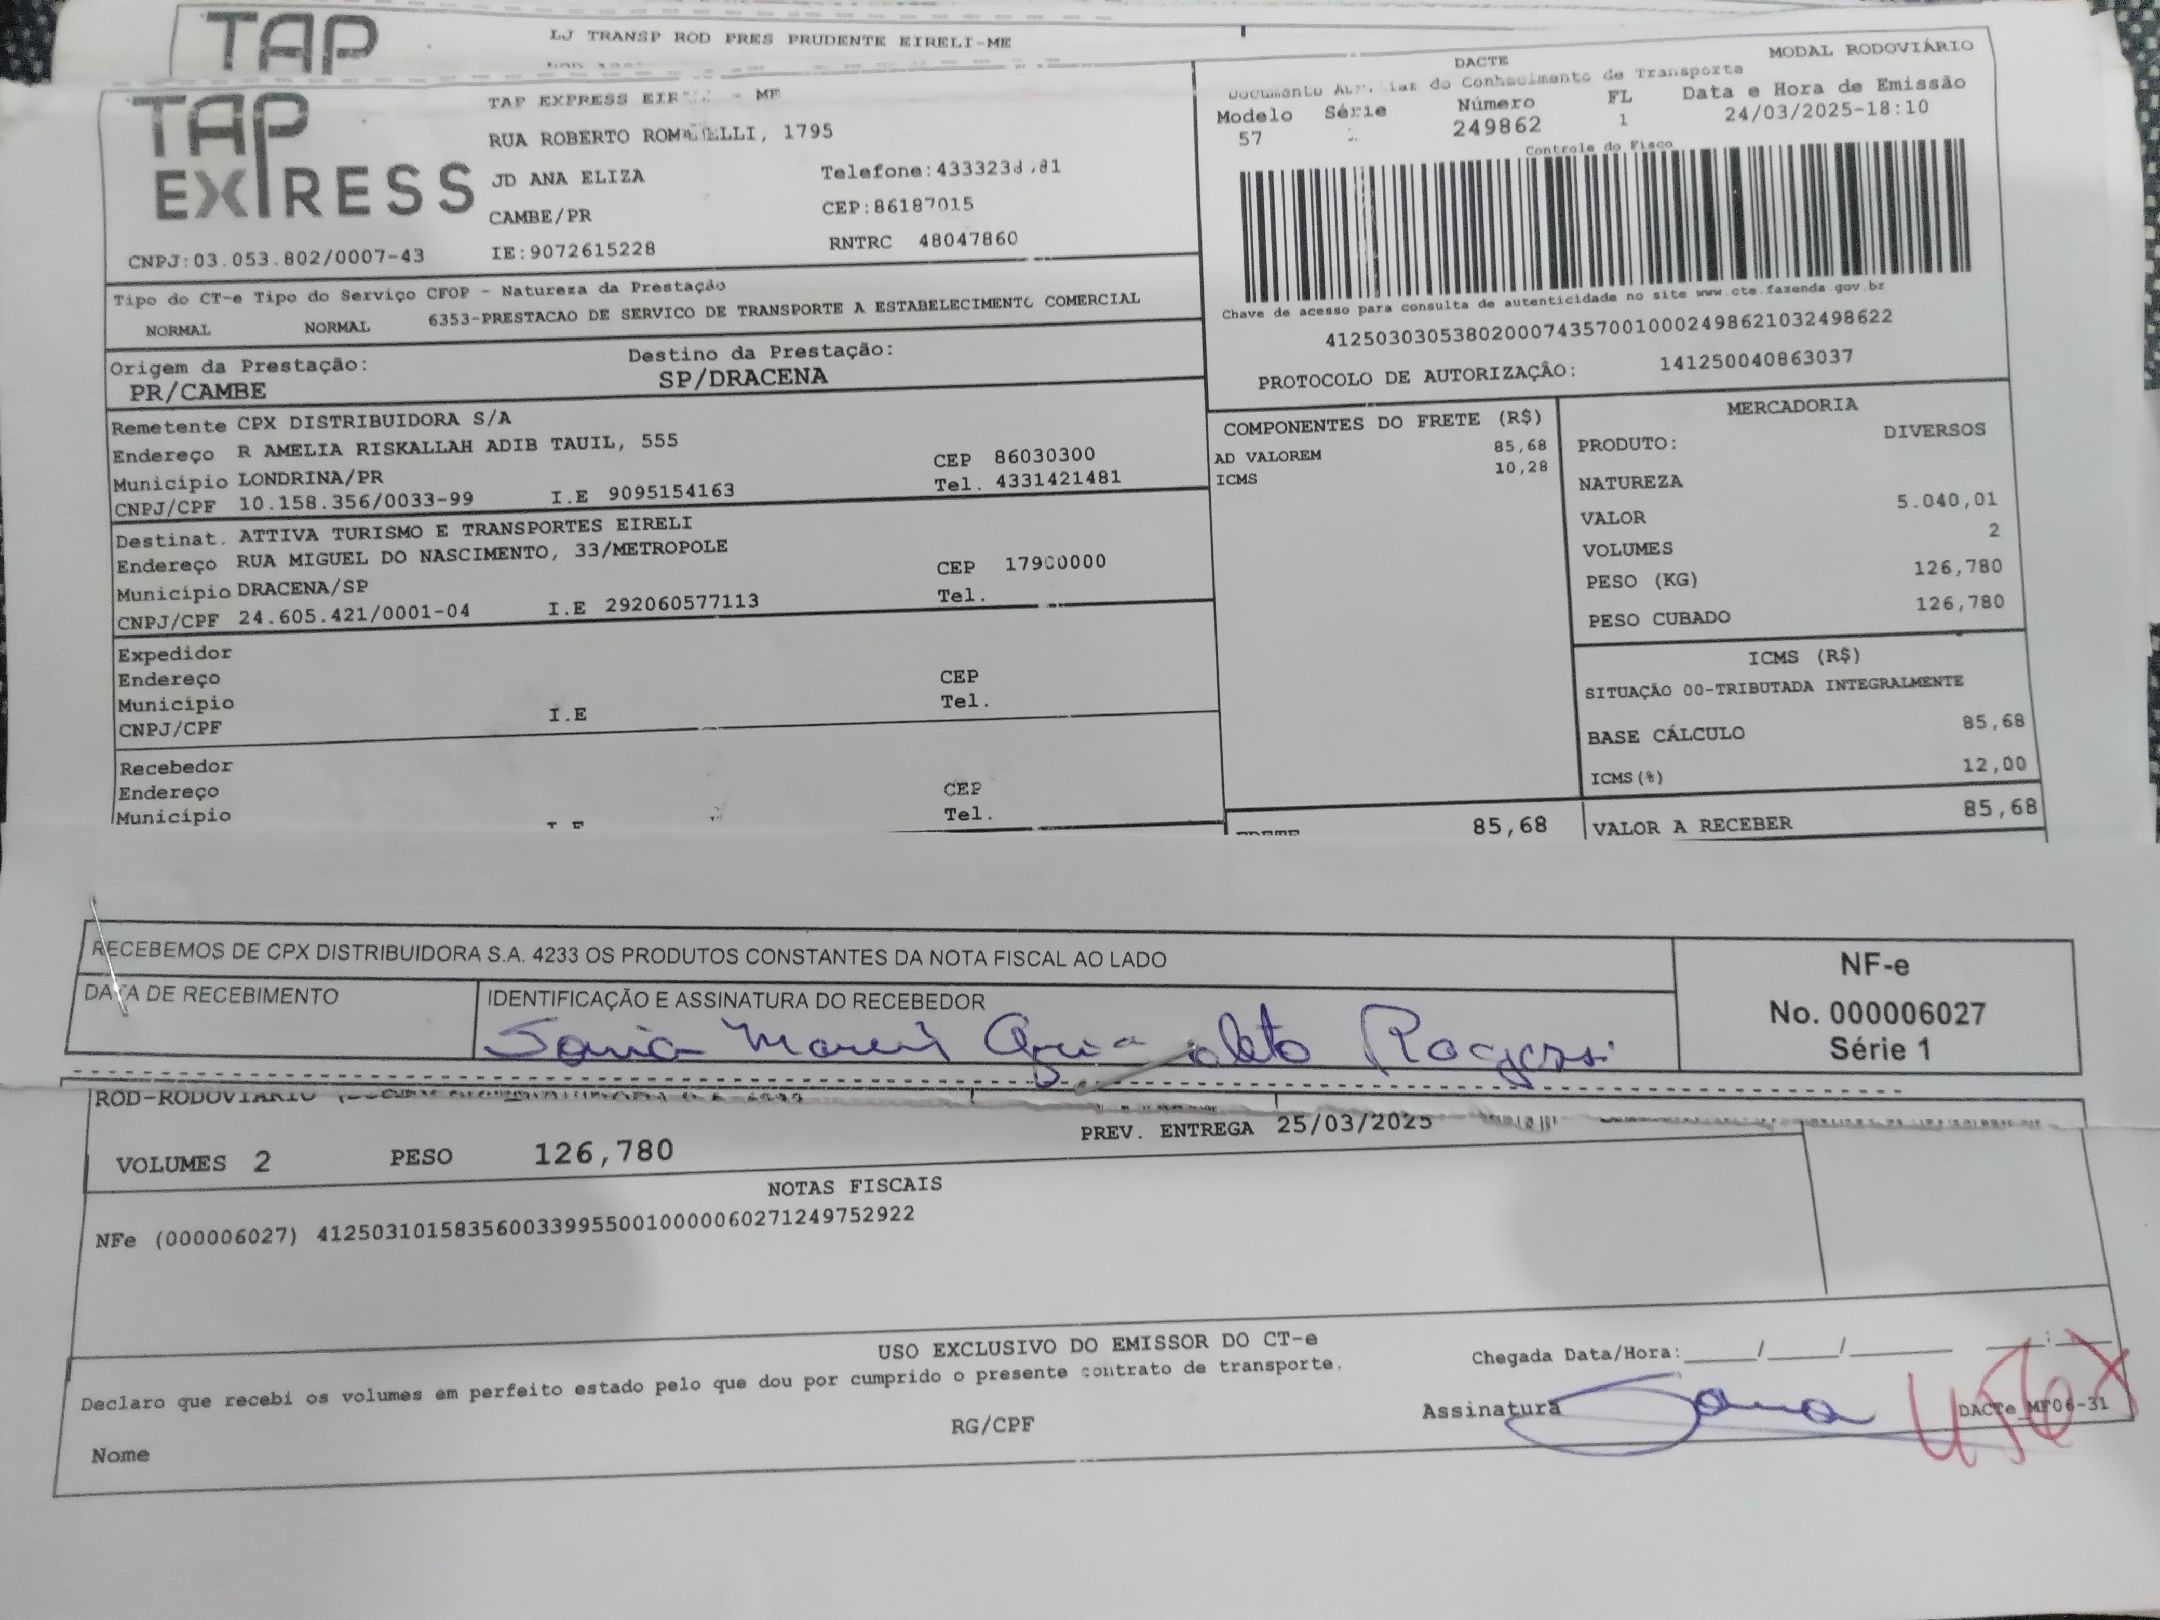 TAP
LJ TRANSP ROD PRES PRUDENTE EIRELI-ME
TAP
EXPRESS
TAP EXPRESS - ME
RUA ROBERTO 1795
JD ANA ELIZA
Telefone:
CAMBE/PR
CEP:86187015
CNPJ:03.053.802/0007-43
IE:9072615228
RNTRC 48047860
DACTE
MODAL RODOVIÁRIO
Documento do Conhecimento de Transporte
Modelo Série Número FL Data e Hora de Emissão
57 249862 1 24/03/2025-18:10
Controle do Fisco
Chave de acesso para consulta de autenticidade no site www.cte.fazenda.gov.br
41250303053802000743570010002498621032498622
PROTOCOLO DE AUTORIZAÇÃO: 141250040863037
Tipo do CT-e Tipo do Serviço CFOP - Natureza da Prestação
NORMAL NORMAL 6353-PRESTACAO DE SERVICO DE TRANSPORTE A ESTABELECIMENTO COMERCIAL
Origem da Prestação: Destino da Prestação:
PR/CAMBE SP/DRACENA
Remetente CPX DISTRIBUIDORA S/A
Endereço R AMELIA RISKALLAH ADIB TAUIL, 555
Município LONDRINA/PR CEP 86030300
CNPJ/CPF 10.158.356/0033-99 I.E 9095154163 Tel. 4331421481
Destinat. ATTIVA TURISMO E TRANSPORTES EIRELI
Endereço RUA MIGUEL DO NASCIMENTO, 33/METROPOLE
Município DRACENA/SP CEP 17900000
CNPJ/CPF 24.605.421/0001-04 I.E 292060577113 Tel.
Expedidor
Endereço
Município CEP
CNPJ/CPF I.E Tel.
Recebedor
Endereço CEP
Município Tel.
COMPONENTES DO FRETE (R$)
AD VALOREM 85,68
ICMS 10,28
85,68
MERCADORIA
PRODUTO: DIVERSOS
NATUREZA
VALOR 5.040,01
VOLUMES 2
PESO (KG) 126,780
PESO CUBADO 126,780
ICMS (R$)
SITUAÇÃO 00-TRIBUTADA INTEGRALMENTE
BASE CÁLCULO 85,68
ICMS(%) 12,00
VALOR A RECEBER 85,68
RECEBEMOS DE CPX DISTRIBUIDORA S.A. 4233 OS PRODUTOS CONSTANTES DA NOTA FISCAL AO LADO
DATA DE RECEBIMENTO IDENTIFICAÇÃO E ASSINATURA DO RECEBEDOR
Sonia
NF-e
No. 000006027
Série 1
ROD-RODOVIARIO
VOLUMES 2 PESO 126,780 PREV. ENTREGA 25/03/2025
NOTAS FISCAIS
NFe (000006027) 41250310158356003399550010000060271249752922
USO EXCLUSIVO DO EMISSOR DO CT-e
Declaro que recebi os volumes em perfeito estado pelo que dou por cumprido o presente contrato de transporte.
Chegada Data/Hora:_____/_____/________ ___:___
RG/CPF
Assinatura
DACTe_MF06-31
Nome